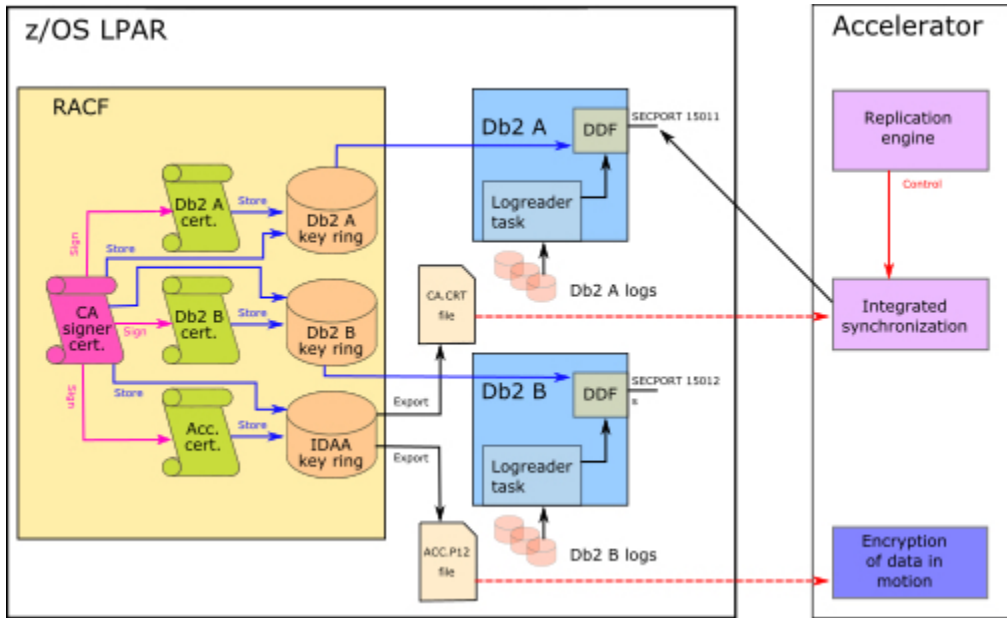 z/OS LPAR
Accelerator
RACF
Db2 A
DDF
SECPORT 15011
Replication
engine
Db2 A
cert.
Store
Db2 A
key ring
Logreader
task
Control
Sign
Store
Db2 A logs
CA
signer
cert.
Sign
Db2 B
cert.
Store
Db2 B
key ring
CA.CRT
file
Integrated
synchronization
Sign
Store
Db2 B
DDF
SECPORT 15012
s
Acc.
cert.
Store
IDAA
key ring
Export
Export
Logreader
task
Db2 B logs
ACC.P12
file
Encryption
of data in
motion